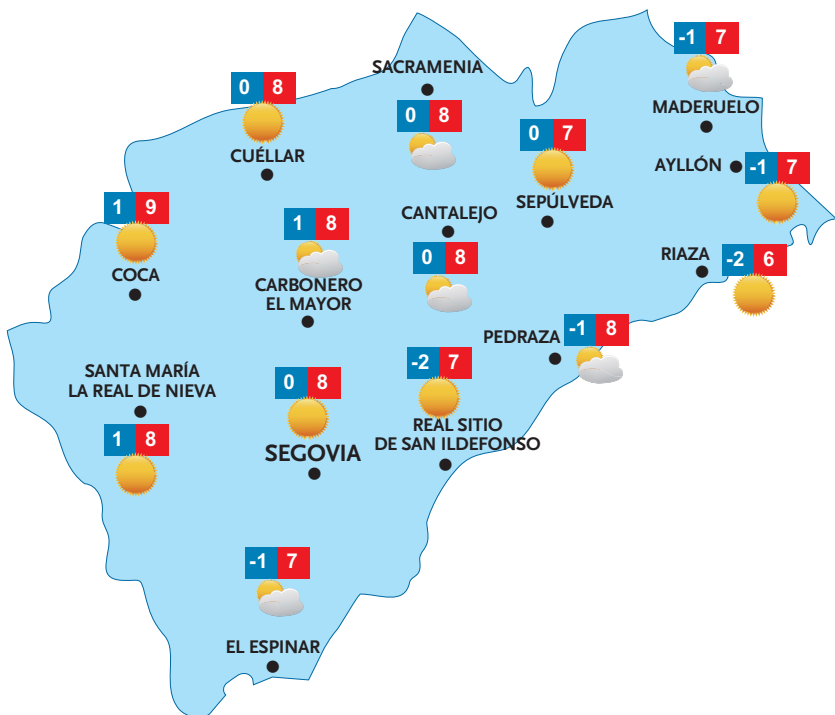 -1 7
MADERUELO
SACRAMENIA
0 8
0 8
CUÉLLAR
0 7
SEPÚLVEDA
AYLLÓN
-1 7
1 9
COCA
1 8
CARBONERO
EL MAYOR
CANTALEJO
0 8
RIAZA
-2 6
PEDRAZA
-1 8
SANTA MARÍA
LA REAL DE NIEVA
1 8
0 8
SEGOVIA
-2 7
REAL SITIO
DE SAN ILDEFONSO
-1 7
EL ESPINAR